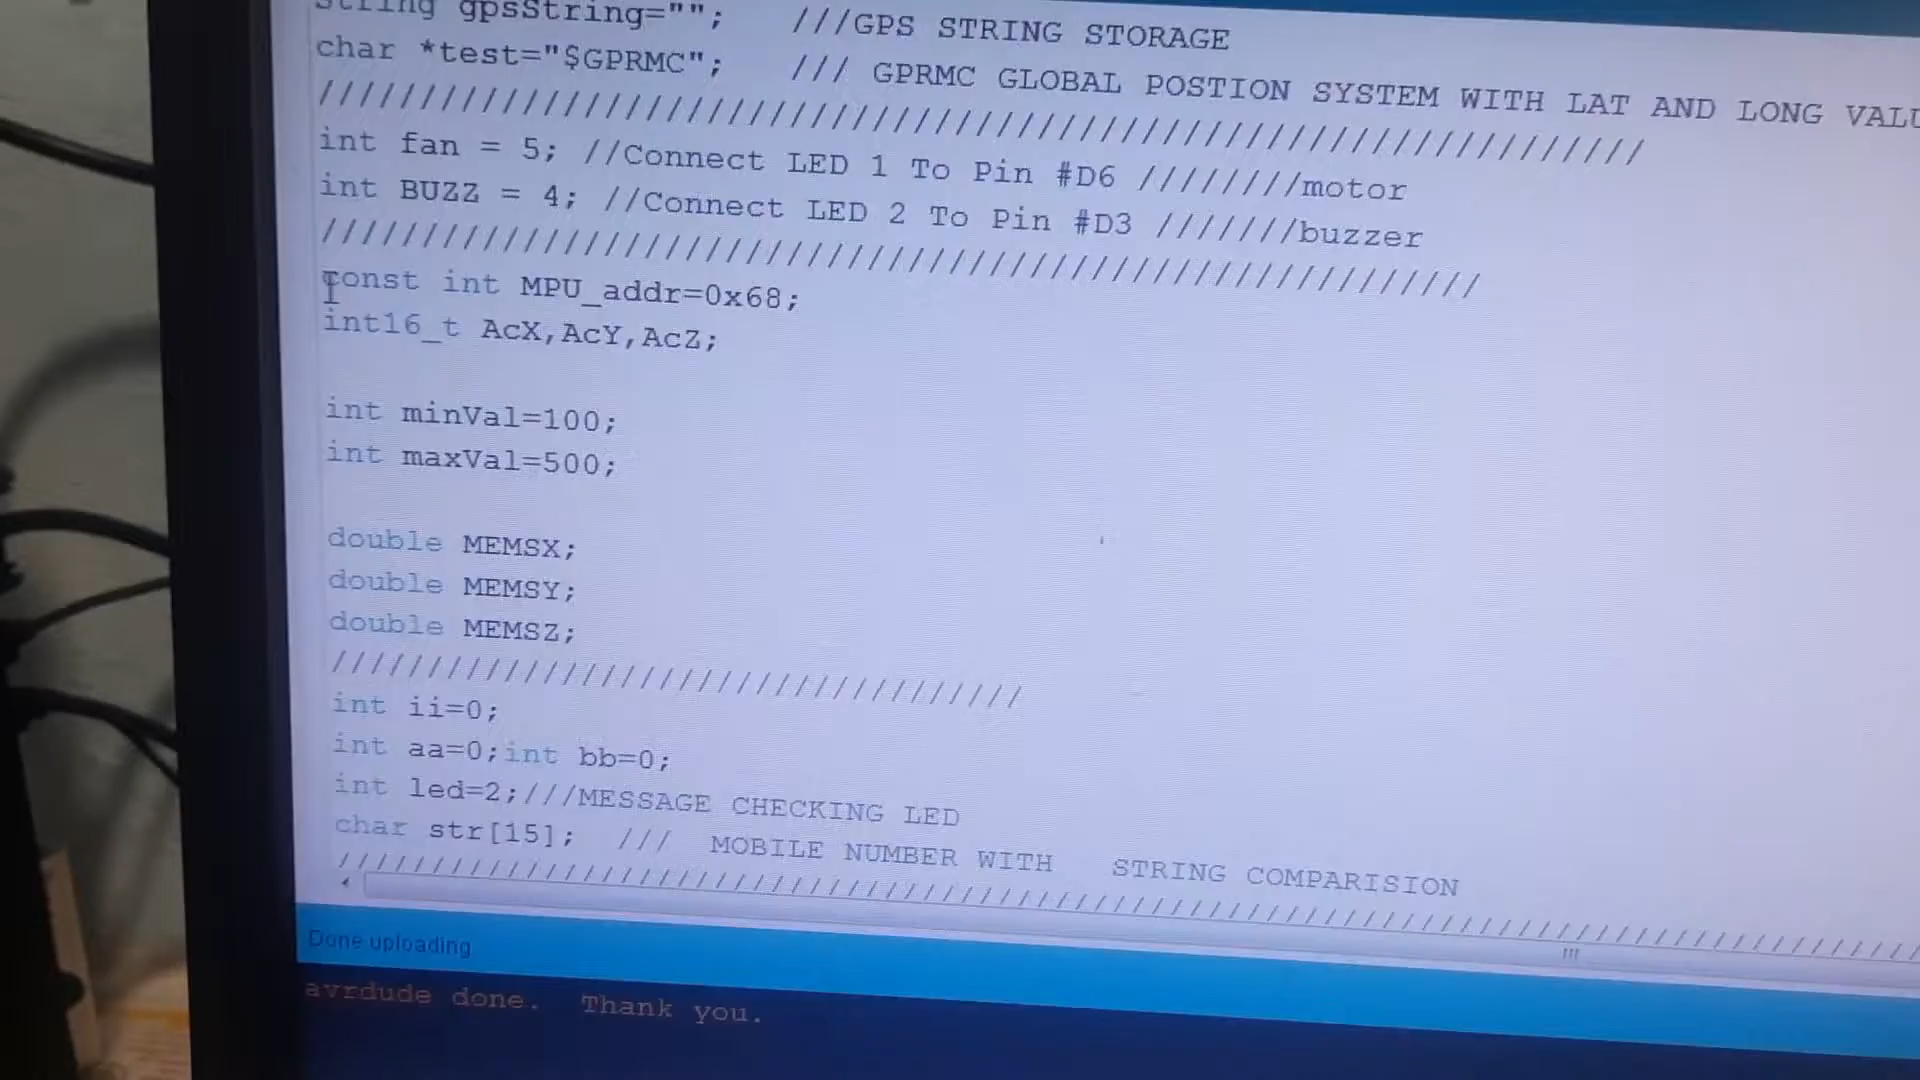 String gpsString="";    ///GPS STRING STORAGE
char *test="$GPRMC";   /// GPRMC GLOBAL POSTION SYSTEM WITH LAT AND LONG VALU
/////////////////////////////////////////////////////////////////
int fan = 5; //Connect LED 1 To Pin #D6 ////////motor
int BUZZ = 4; //Connect LED 2 To Pin #D3 ///////buzzer
/////////////////////////////////////////////////////////
const int MPU_addr=0x68;
int16_t AcX,AcY,AcZ;
int minVal=100;
int maxVal=500;
double MEMSX;
double MEMSY;
double MEMSZ;
////////////////////////////////////
int ii=0;
int aa=0;int bb=0;
int led=2;///MESSAGE CHECKING LED
char str[15];  ///  MOBILE NUMBER WITH   STRING COMPARISION
////////////////////////////////////////////////////////////////////////////////
Done uploading
avrdude done.  Thank you.